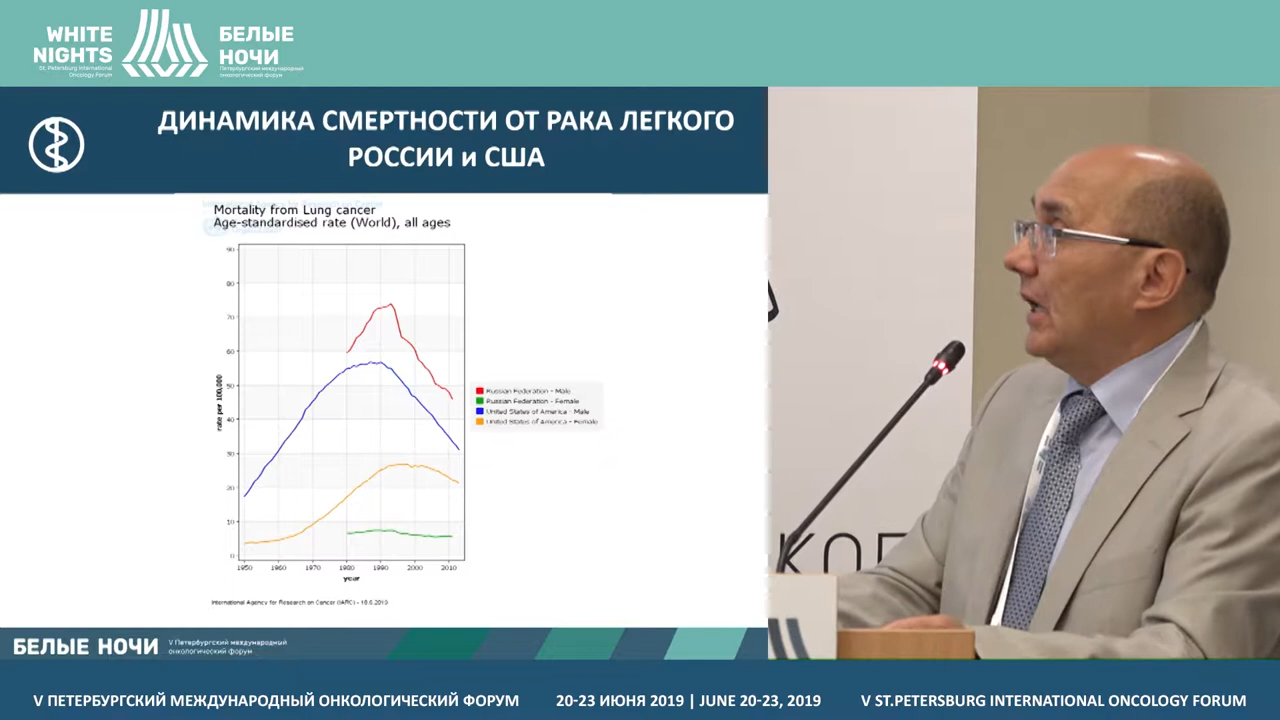 WHITE
NIGHTS
St. Petersburg International
Oncology Forum
БЕЛЫЕ
НОЧИ
Петербургский международный
онкологический форум
ДИНАМИКА СМЕРТНОСТИ ОТ РАКА ЛЕГКОГО
РОССИИ и США
Mortality from Lung cancer
Age-standardised rate (World), all ages
90
80
70
60
50
40
30
20
10
0
rate per 100,000
1950 1960 1970 1980 1990 2000 2010
year
Russian Federation - Male
Russian Federation - Female
United States of America - Male
United States of America - Female
International Agency for Research on Cancer (IARC) - 18.6.2019
БЕЛЫЕ НОЧИ
V Петербургский международный
онкологический форум
V ПЕТЕРБУРГСКИЙ МЕЖДУНАРОДНЫЙ ОНКОЛОГИЧЕСКИЙ ФОРУМ 20-23 ИЮНЯ 2019 | JUNE 20-23, 2019 V ST.PETERSBURG INTERNATIONAL ONCOLOGY FORUM